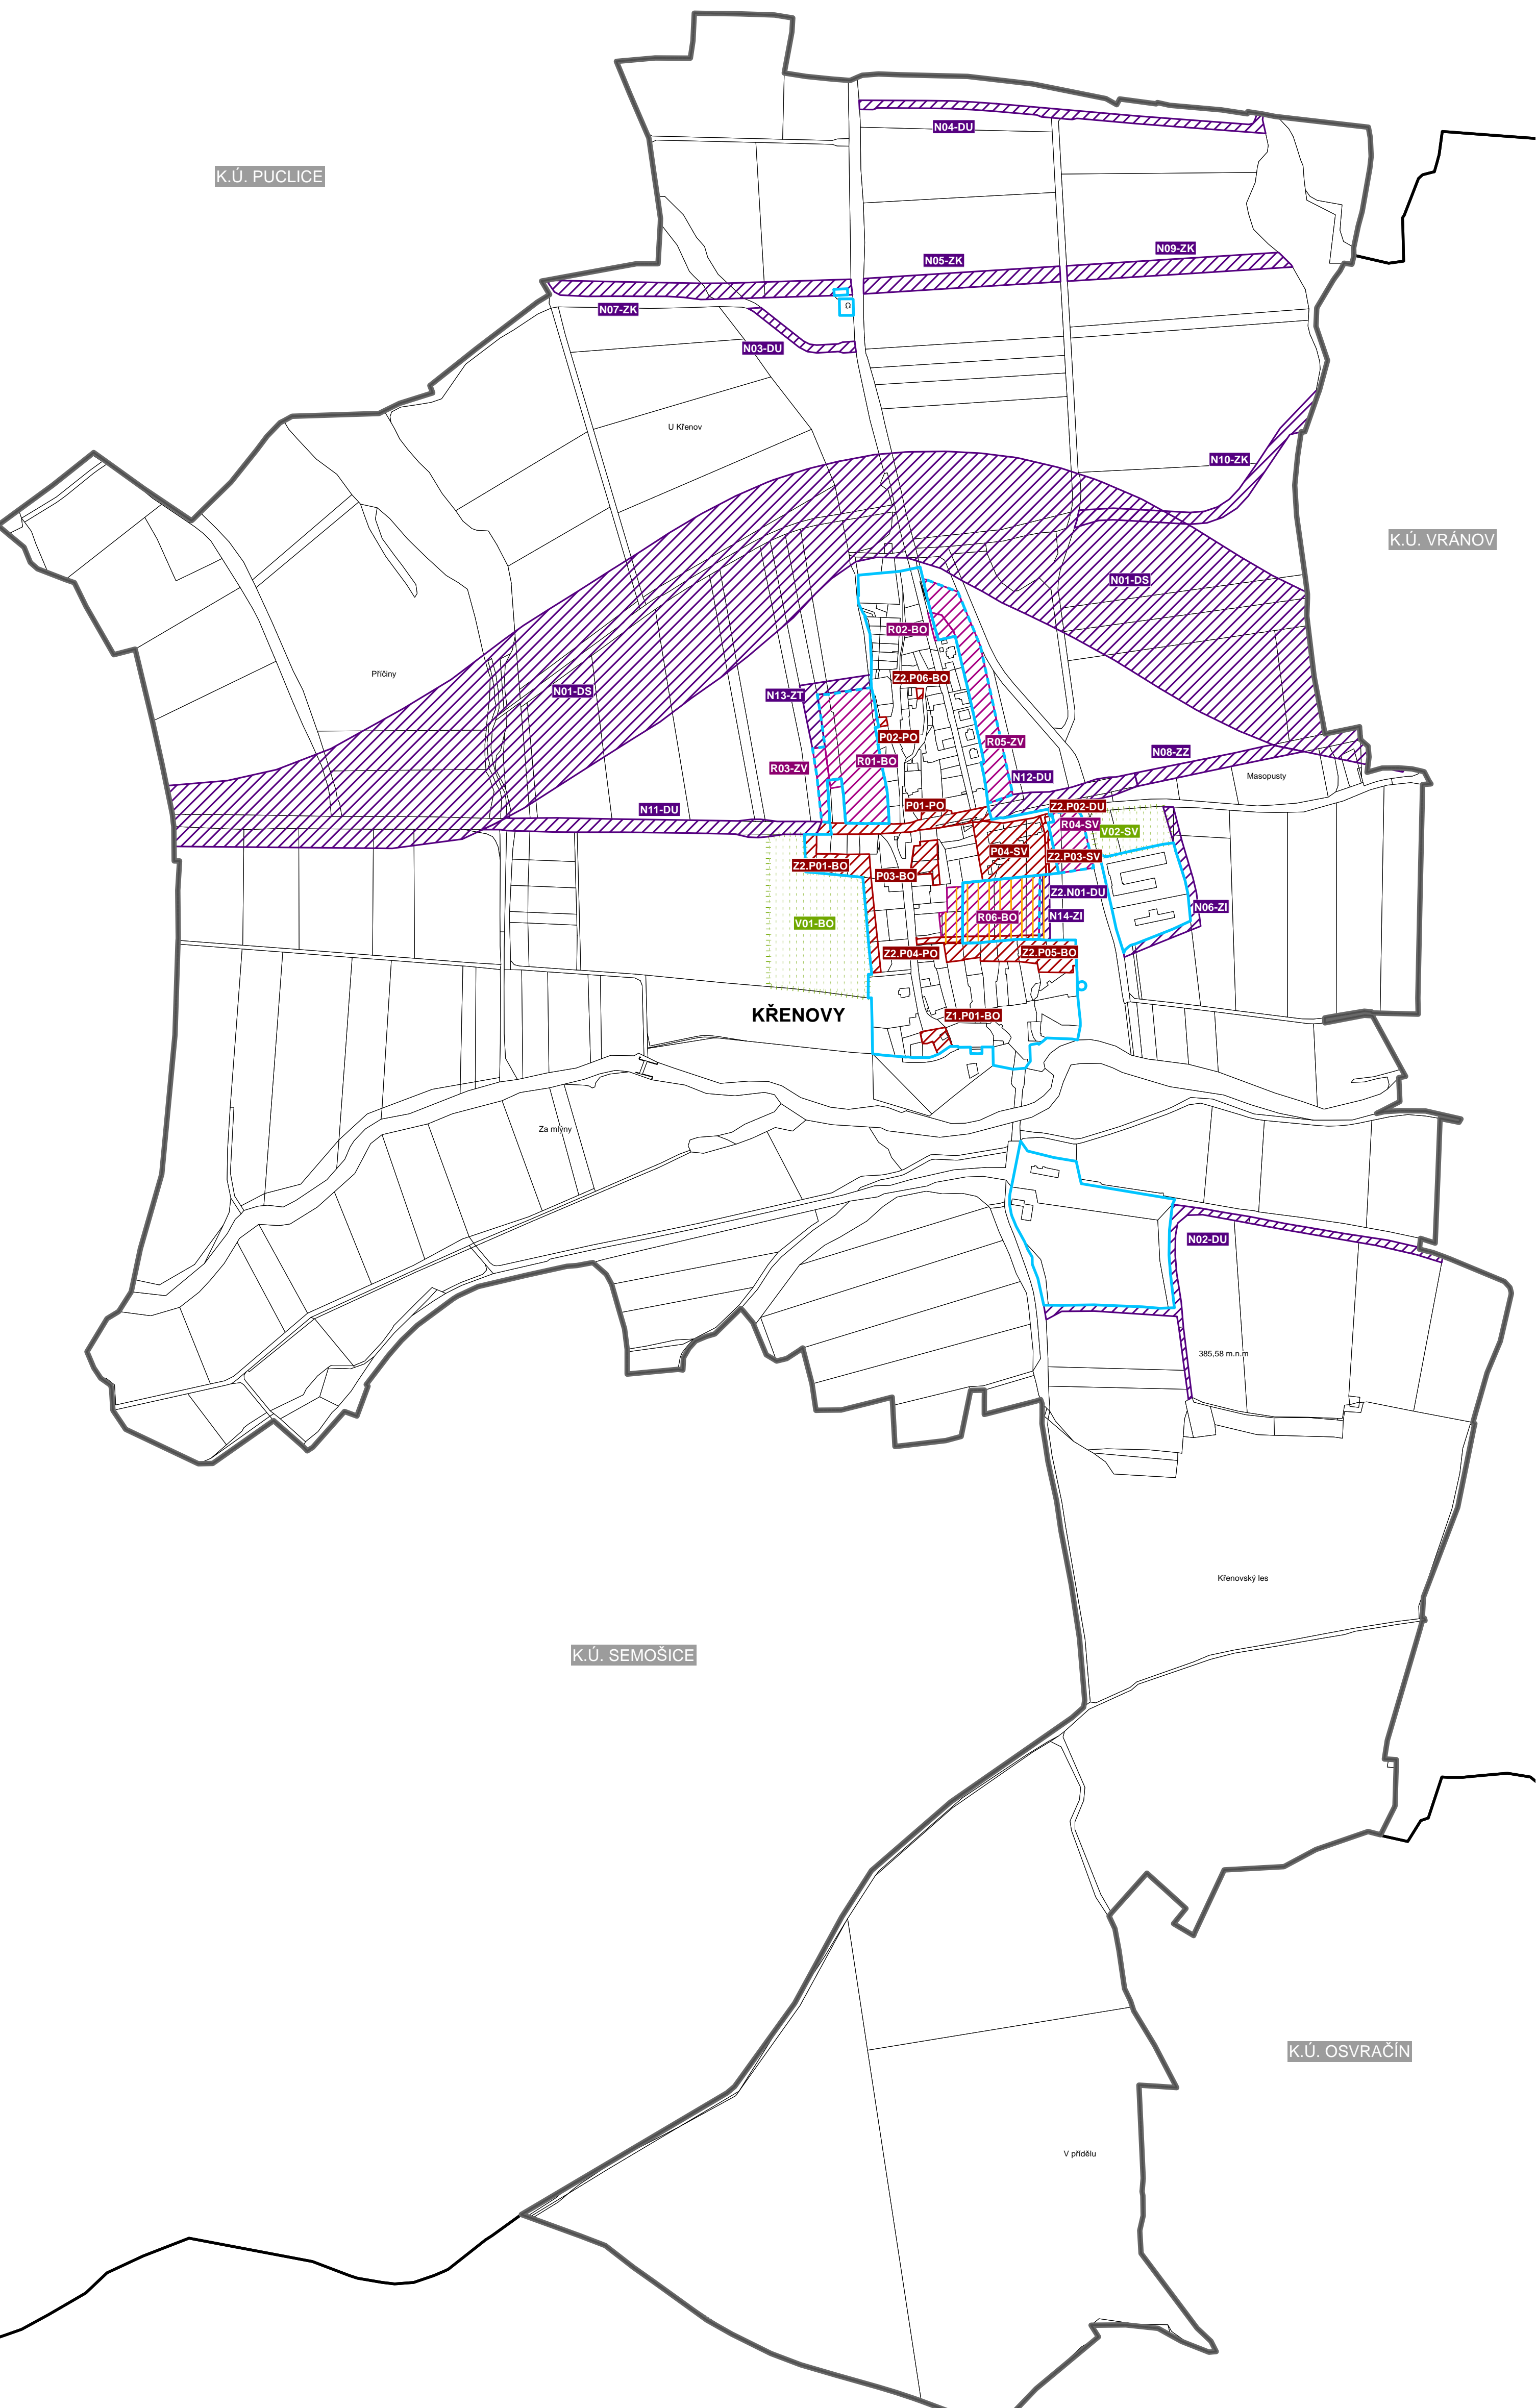 N04-DU
K.Ú. PUCLICE
N09-ZK
N05-ZK
N07-ZK
N03-DU
U Křenov
N10-ZK
K.Ú. VRÁNOV
N01-DS
R02-BO
Příčiny
Z2.P06-BO
N01-DS
N13-ZT
P02-PO
R05-ZV
N08-ZZ
R01-BO
R03-ZV
N12-DU
Masopusty
P01-PO
Z2.P02-DU
N11-DU
R04-SV
V02-SV
P04-SV
Z2.P03-SV
Z2.P01-BO
P03-BO
Z2.N01-DU
N06-ZI
R06-BO
N14-ZI
V01-BO
Z2.P04-PO
Z2.P05-BO
KŘENOVY
Z1.P01-BO
Za mlýny
N02-DU
385,58 m.n.m
Křenovský les
K.Ú. SEMOŠICE
K.Ú. OSVRAČÍN
V přídělu